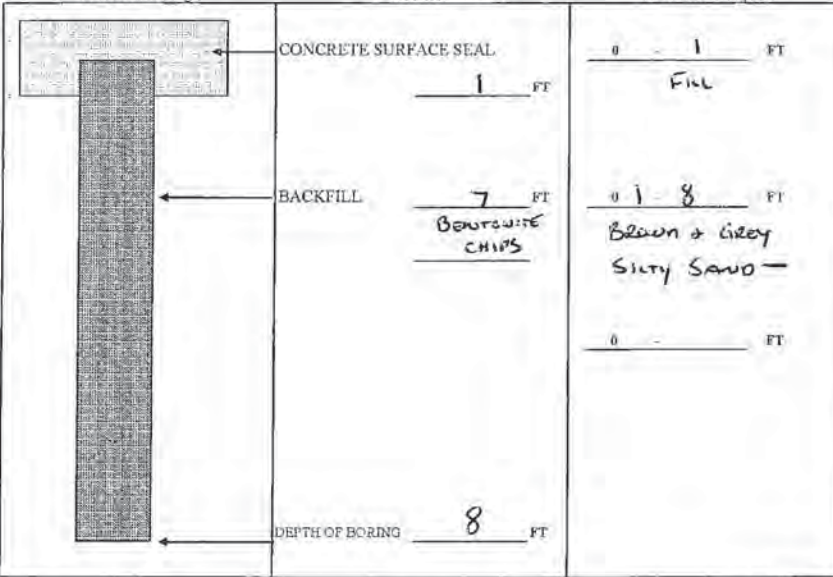 CONCRETE SURFACE SEAL
1 FT
BACKFILL
7 FT
BENTONITE
CHIPS
DEPTH OF BORING 8 FT
0 - 1 FT
FILL
0 1 - 8 FT
BROWN + GREY
SILTY SAND —
0 - FT